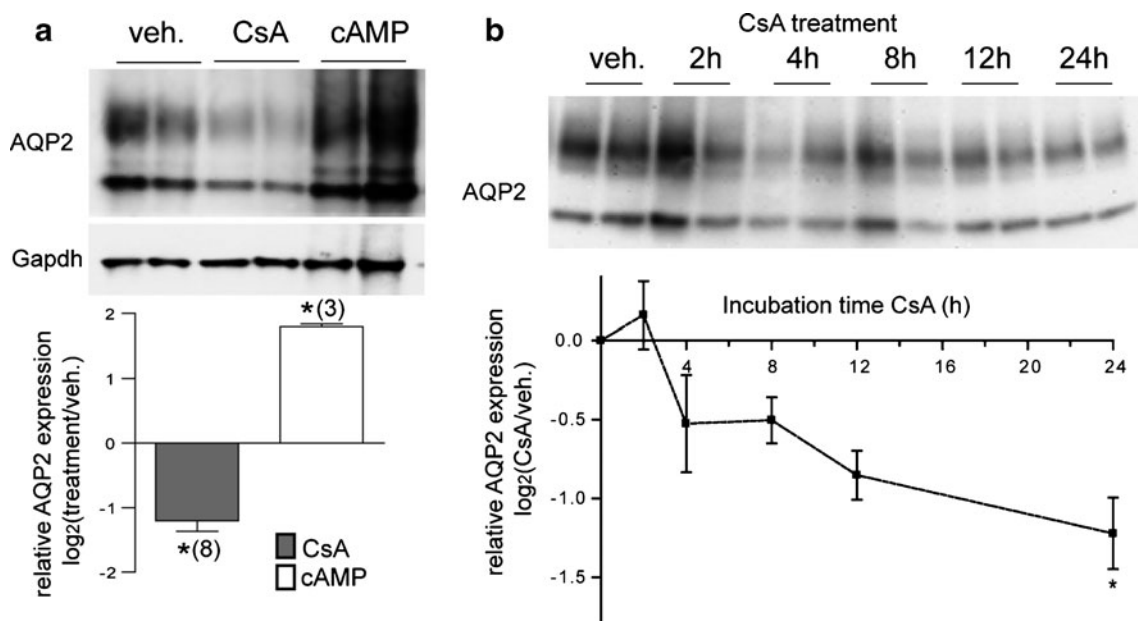 a
veh. CsA cAMP
AQP2
Gapdh
relative AQP2 expression
log2(treatment/veh.)
2
1
0
-1
-2
*(3)
*(8)
CsA
cAMP
b
CsA treatment
veh. 2h 4h 8h 12h 24h
AQP2
Incubation time CsA (h)
relative AQP2 expression
log2(CsA/veh.)
0.0
-0.5
-1.0
-1.5
4 8 12 16 20 24
*